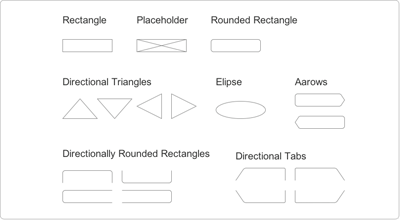 Rectangle
Placeholder
Rounded Rectangle
Directional Triangles
Elipse
Aarows
Directionally Rounded Rectangles
Directional Tabs